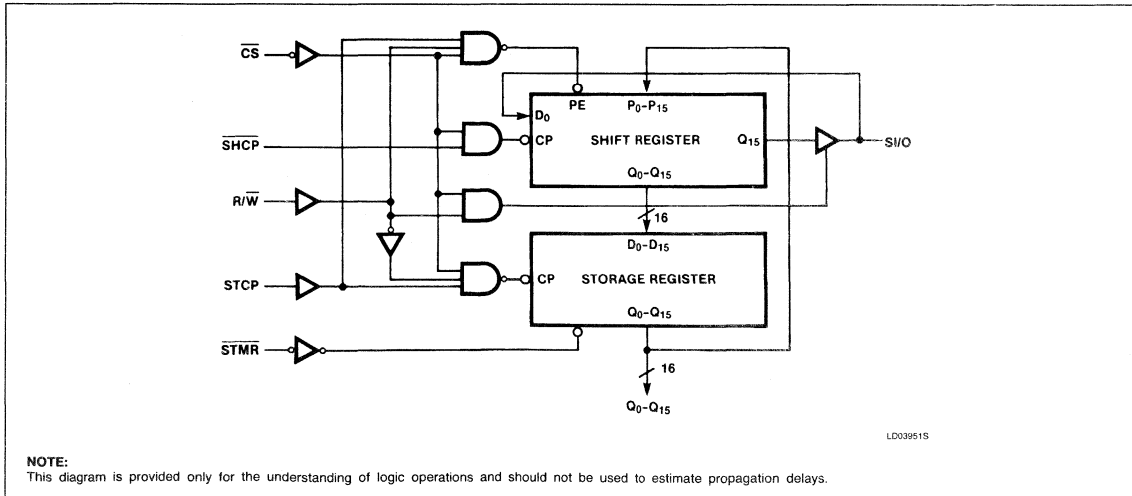 CS
PE
P0–P15
D0
SHCP
CP
SHIFT REGISTER
Q15
SI/O
Q0–Q15
R/W
16
D0–D15
STCP
CP
STORAGE REGISTER
Q0–Q15
STMR
16
Q0–Q15
LD03951S
NOTE:
This diagram is provided only for the understanding of logic operations and should not be used to estimate propagation delays.